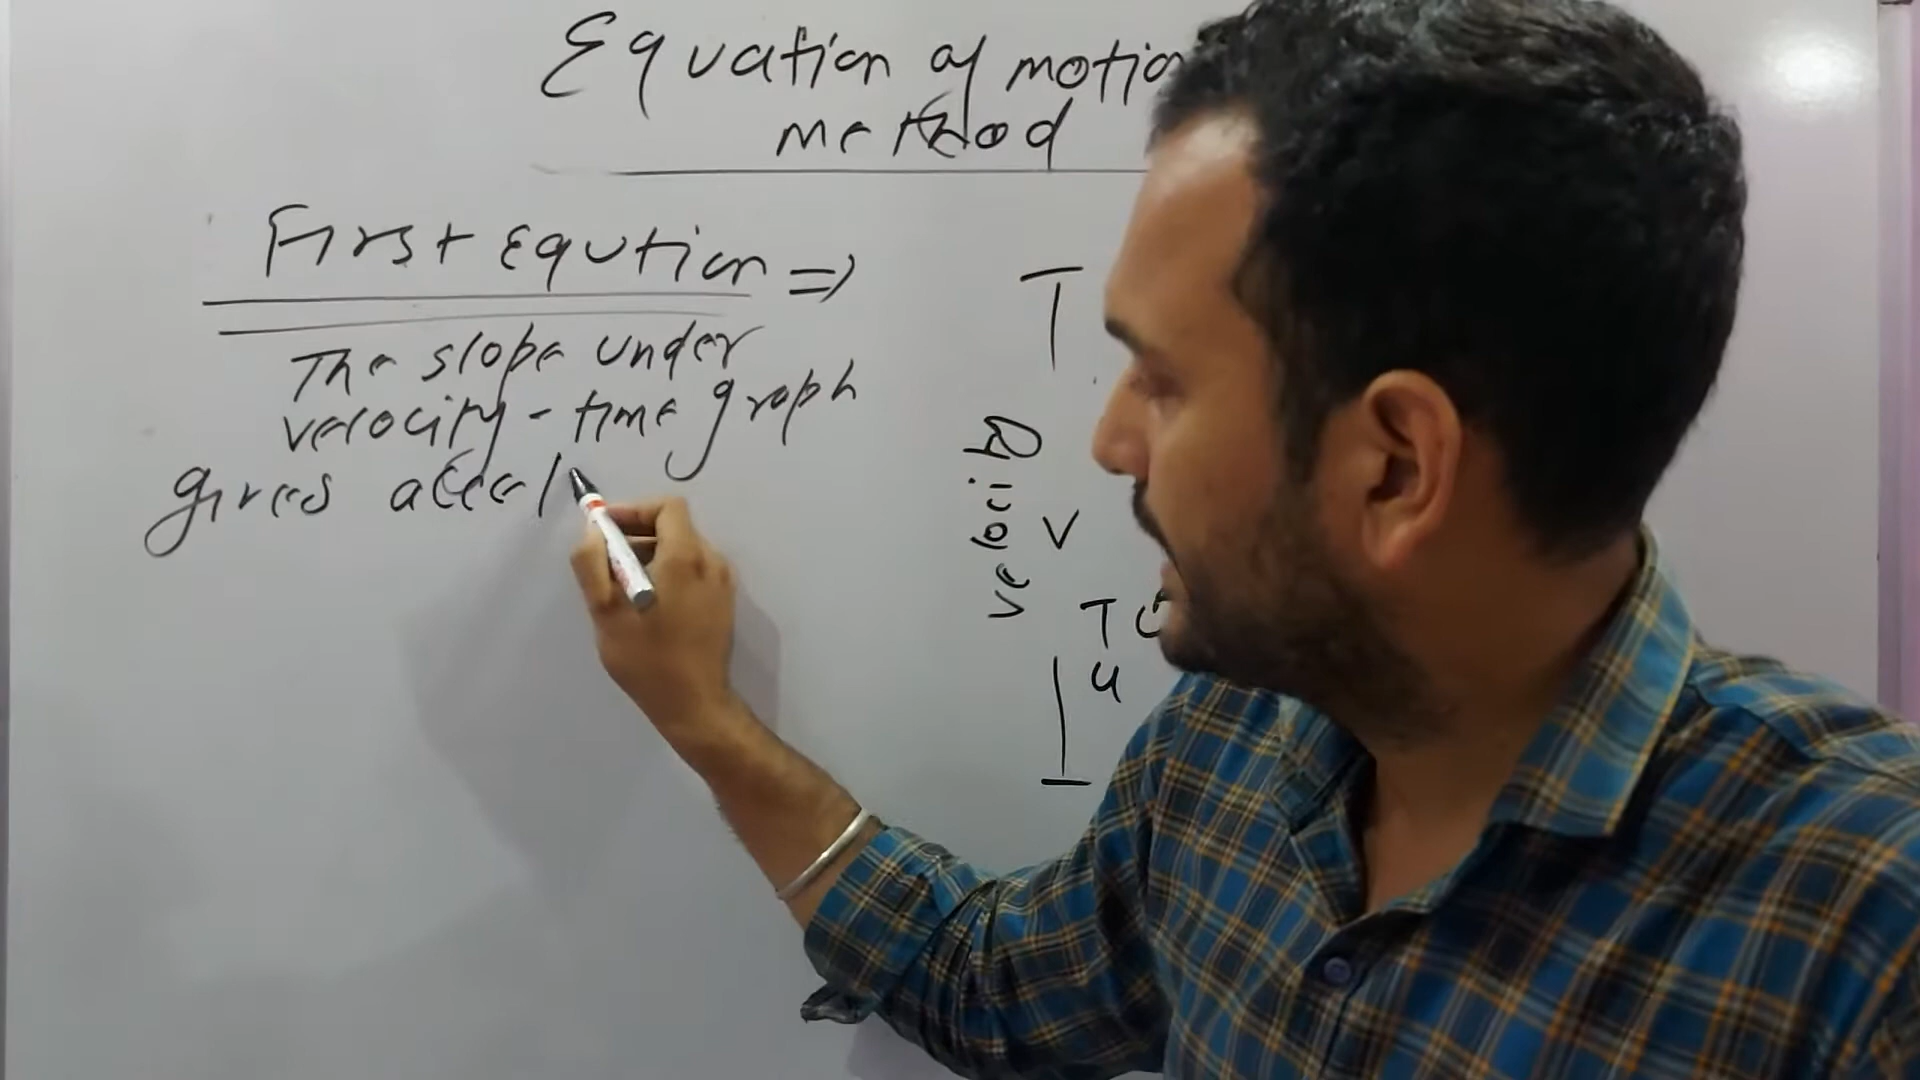 Equation of motio
method
First Eqution =>
The slope under
velocity - time graph
gives accel
T
velocity
V
T
u